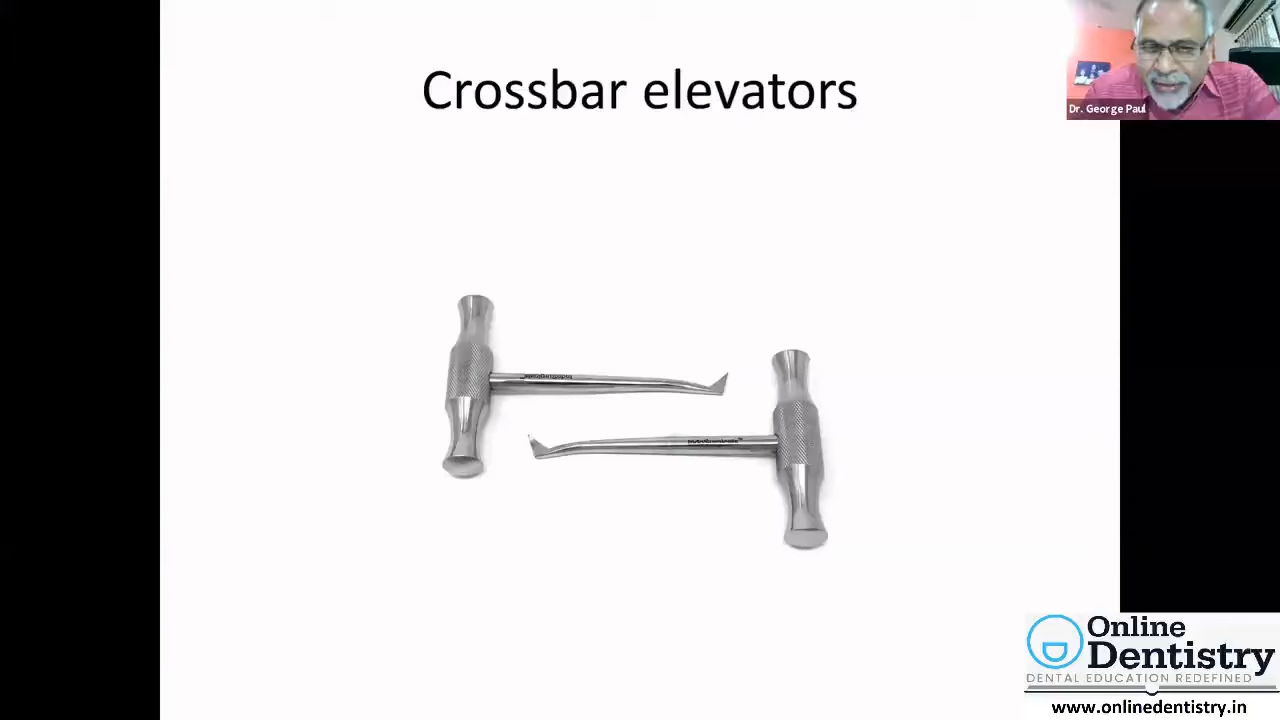 Crossbar elevators
Dr. George Paul
Online
Dentistry
DENTAL EDUCATION REDEFINED
www.onlinedentistry.in